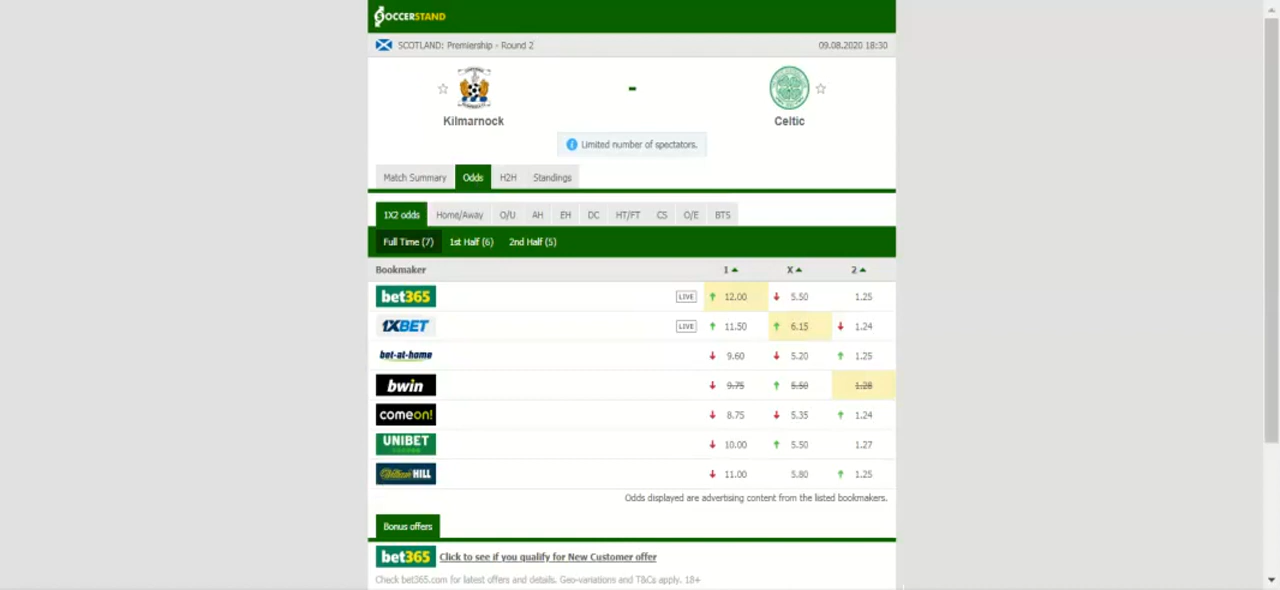 SOCCERSTAND
SCOTLAND: Premiership - Round 2 09.08.2020 18:30
-
Kilmarnock Celtic
Limited number of spectators.
Match Summary Odds H2H Standings
1X2 odds Home/Away O/U AH EH DC HT/FT CS O/E BTS
Full Time (7) 1st Half (6) 2nd Half (5)
Bookmaker 1 X 2
bet365 LIVE 12.00 5.50 1.25
1XBET LIVE 11.50 6.15 1.24
bet-at-home 9.60 5.20 1.25
bwin 9.75 5.50 1.28
comeon! 8.75 5.35 1.24
UNIBET 10.00 5.50 1.27
William HILL 11.00 5.80 1.25
Odds displayed are advertising content from the listed bookmakers.
Bonus offers
bet365 Click to see if you qualify for New Customer offer
Check bet365.com for latest offers and details. Geo-variations and T&Cs apply. 18+